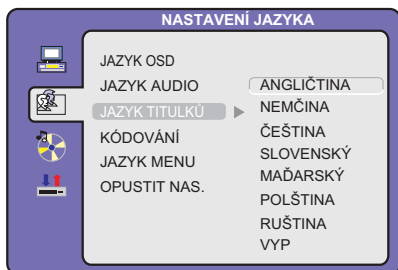 NASTAVENÍ JAZYKA
JAZYK OSD
JAZYK AUDIO
JAZYK TITULKŮ
KÓDOVÁNÍ
JAZYK MENU
OPUSTIT NAS.
ANGLIČTINA
NEMČINA
ČEŠTINA
SLOVENSKÝ
MAĎARSKÝ
POLŠTINA
RUŠTINA
VYP